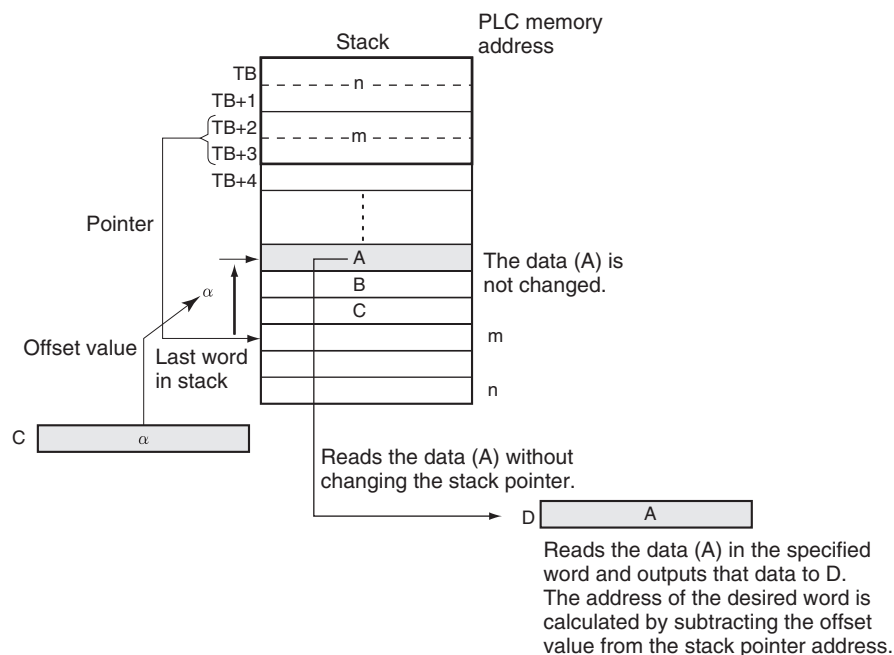 PLC memory
address
Stack
TB
n
TB+1
TB+2
m
TB+3
TB+4
Pointer
A
The data (A) is
not changed.
B
α
C
m
Offset value
Last word
in stack
n
C
α
Reads the data (A) without
changing the stack pointer.
D
A
Reads the data (A) in the specified
word and outputs that data to D.
The address of the desired word is
calculated by subtracting the offset
value from the stack pointer address.